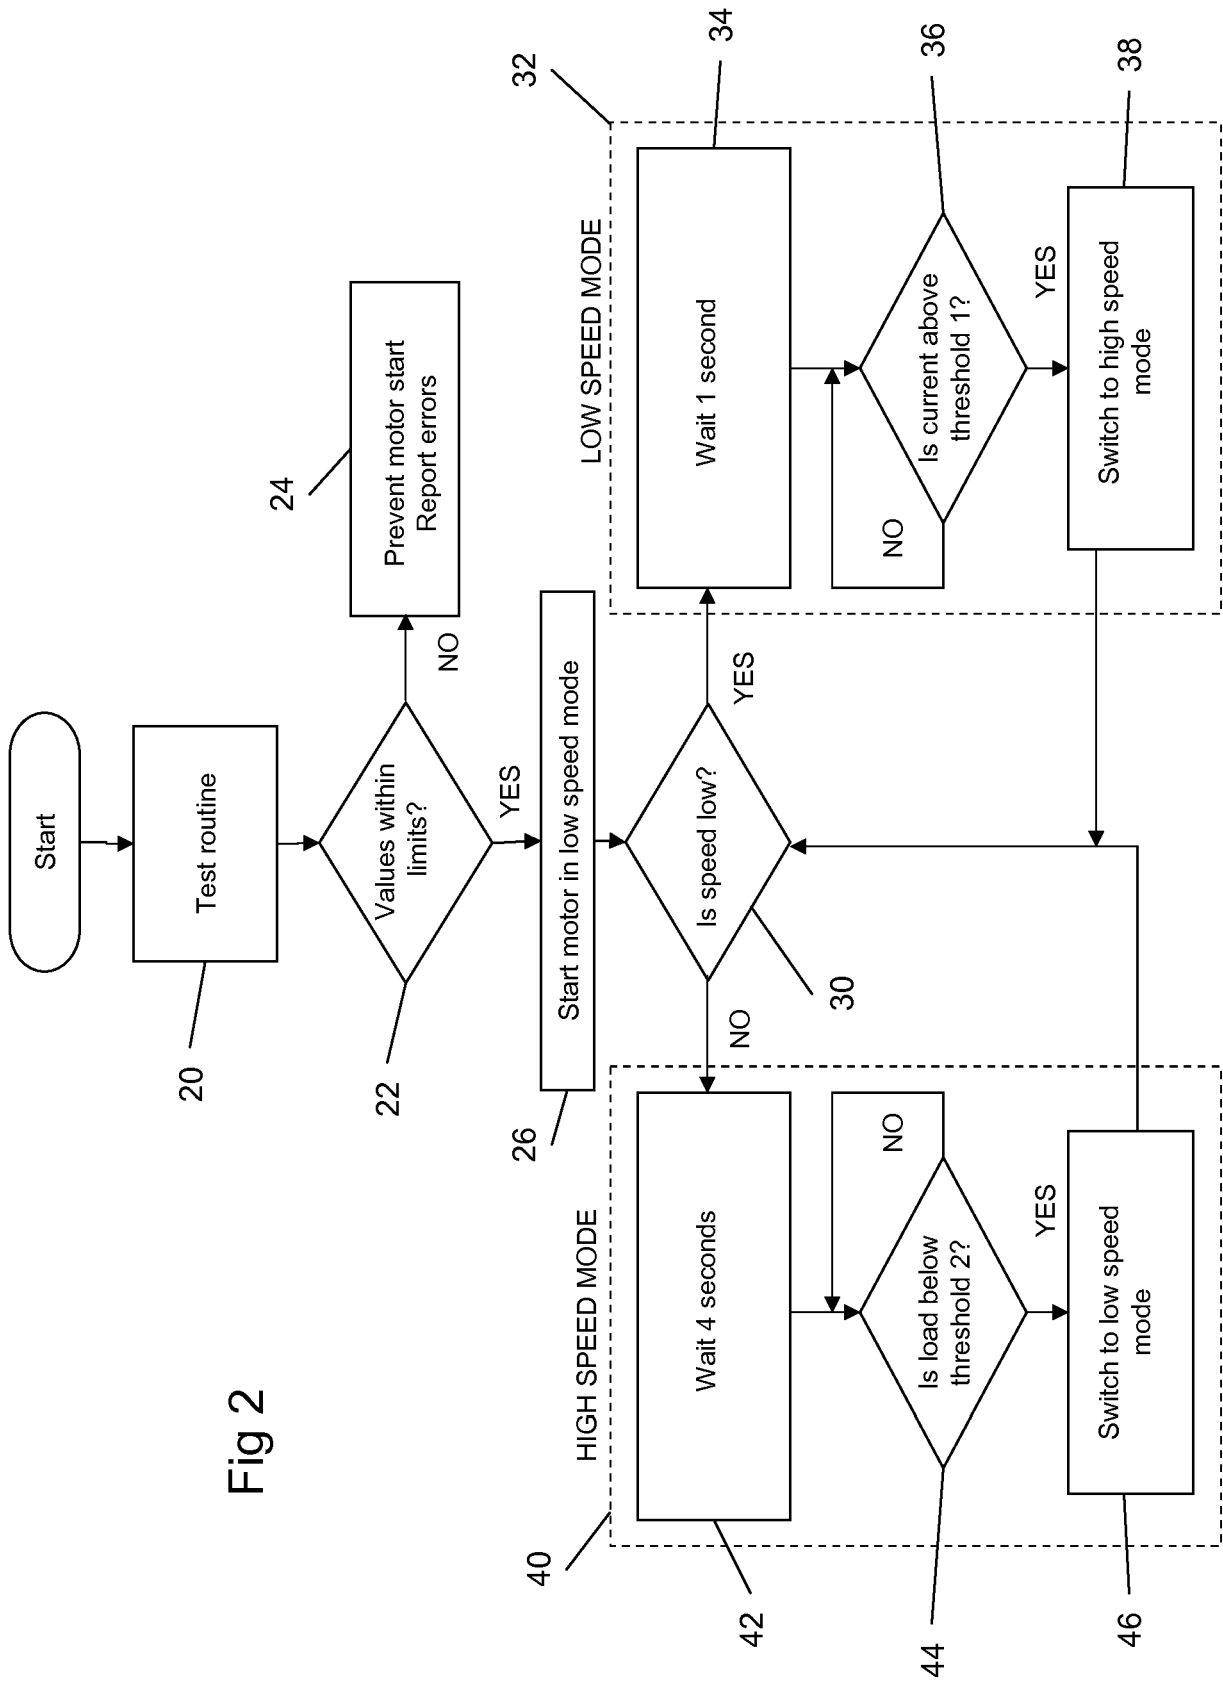 Fig 2
Start
Test routine
20
Values within
limits?
22
NO
Prevent motor start
Report errors
24
YES
Start motor in low speed mode
26
Is speed low?
30
NO
YES
HIGH SPEED MODE
40
Wait 4 seconds
42
Is load below
threshold 2?
44
NO
YES
Switch to low speed
mode
46
LOW SPEED MODE
32
Wait 1 second
34
Is current above
threshold 1?
36
NO
YES
Switch to high speed
mode
38